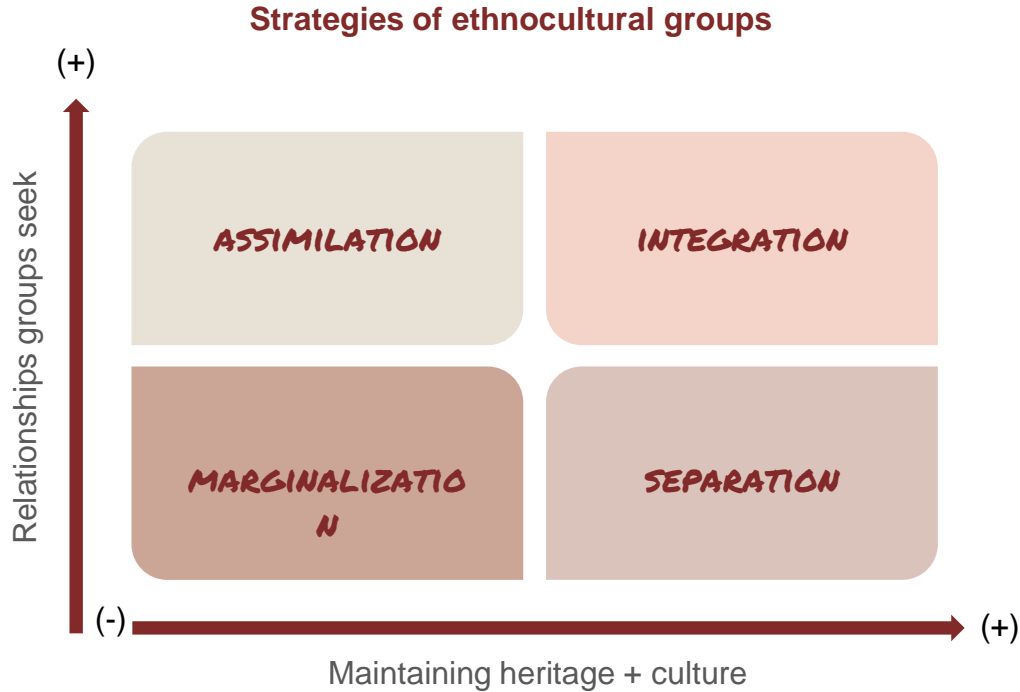 Strategies of ethnocultural groups
(+)
Relationships groups seek
ASSIMILATION
INTEGRATION
MARGINALIZATIO
N
SEPARATION
(-)
(+)
Maintaining heritage + culture